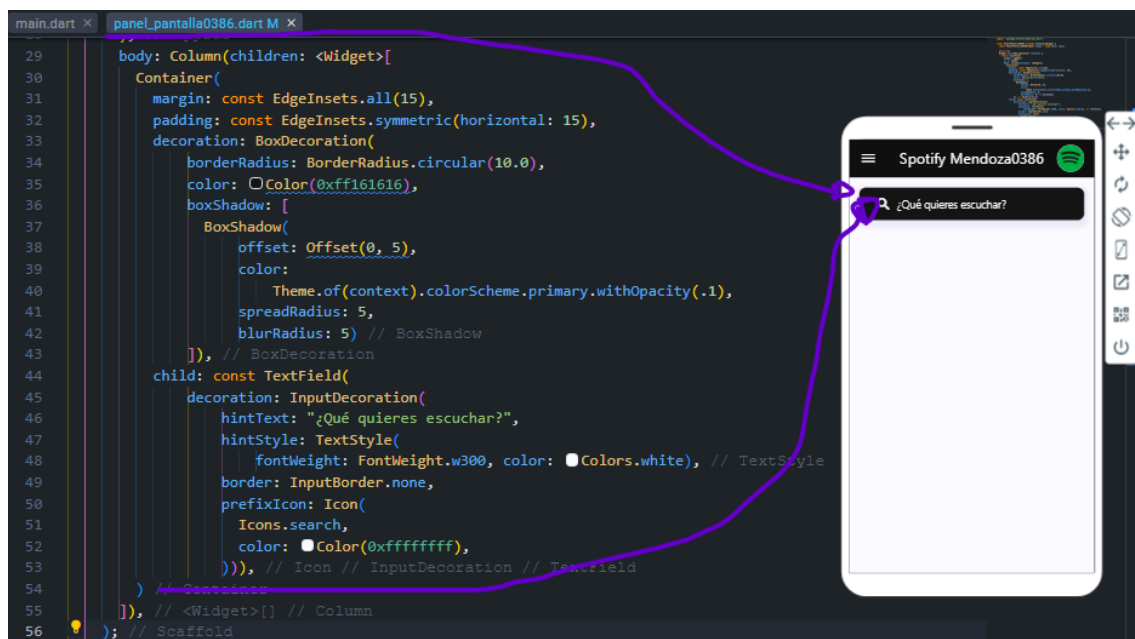 main.dart ×
panel_pantalla0386.dart M ×
29 body: Column(children: <Widget>[
30 Container(
31 margin: const EdgeInsets.all(15),
32 padding: const EdgeInsets.symmetric(horizontal: 15),
33 decoration: BoxDecoration(
34 borderRadius: BorderRadius.circular(10.0),
35 color: Color(0xff161616),
36 boxShadow: [
37 BoxShadow(
38 offset: Offset(0, 5),
39 color:
40 Theme.of(context).colorScheme.primary.withOpacity(.1),
41 spreadRadius: 5,
42 blurRadius: 5) // BoxShadow
43 ]), // BoxDecoration
44 child: const TextField(
45 decoration: InputDecoration(
46 hintText: "¿Qué quieres escuchar?",
47 hintStyle: TextStyle(
48 fontWeight: FontWeight.w300, color: Colors.white), // TextStyle
49 border: InputBorder.none,
50 prefixIcon: Icon(
51 Icons.search,
52 color: Color(0xffffffff),
53 ))), // Icon // InputDecoration // TextField
54 ) // Container
55 ]), // <Widget>[] // Column
56 ); // Scaffold
Spotify Mendoza0386
¿Qué quieres escuchar?